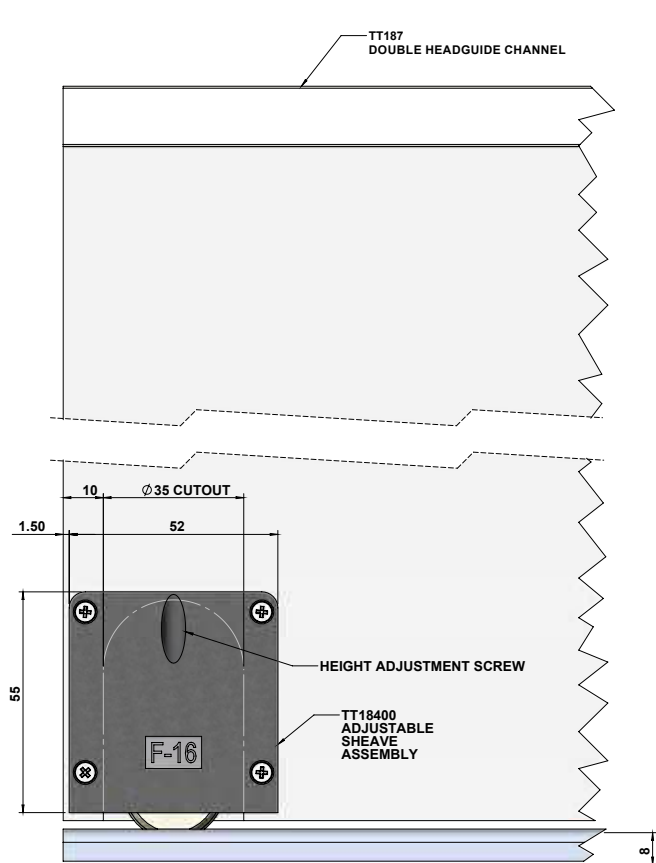 TT187
DOUBLE HEADGUIDE CHANNEL
10
Ø35 CUTOUT
1.50
52
HEIGHT ADJUSTMENT SCREW
55
TT18400
ADJUSTABLE
SHEAVE
ASSEMBLY
F-16
8